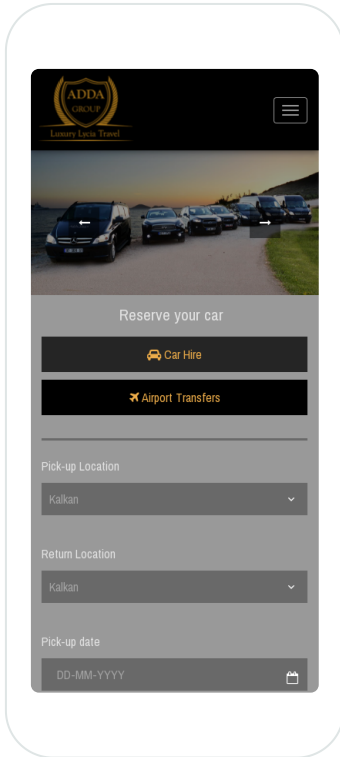 ADDA
GROUP
Luxury Lycia Travel
Reserve your car
Car Hire
Airport Transfers
Pick-up Location
Kalkan
Return Location
Kalkan
Pick-up date
DD-MM-YYYY